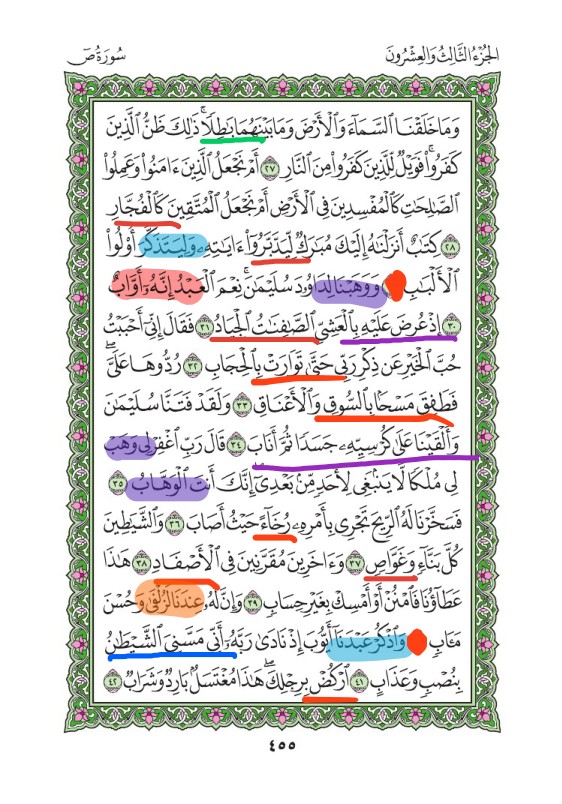 الجُزْءُ الثَّالِثُ وَالعِشْرُونَ
سُورَةُ ص
وَمَا خَلَقْنَا ٱلسَّمَآءَ وَٱلْأَرْضَ وَمَا بَيْنَهُمَا بَٰطِلًاۚ ذَٰلِكَ ظَنُّ ٱلَّذِينَ
كَفَرُوا۟ۚ فَوَيْلٌ لِّلَّذِينَ كَفَرُوا۟ مِنَ ٱلنَّارِ ٢٧ أَمْ نَجْعَلُ ٱلَّذِينَ ءَامَنُوا۟ وَعَمِلُوا۟
ٱلصَّٰلِحَٰتِ كَٱلْمُفْسِدِينَ فِى ٱلْأَرْضِ أَمْ نَجْعَلُ ٱلْمُتَّقِينَ كَٱلْفُجَّارِ
٢٨ كِتَٰبٌ أَنزَلْنَٰهُ إِلَيْكَ مُبَٰرَكٌ لِّيَدَّبَّرُوٓا۟ ءَايَٰتِهِۦ وَلِيَتَذَكَّرَ أُو۟لُوا۟
ٱلْأَلْبَٰبِ وَوَهَبْنَا لِدَاوُۥدَ سُلَيْمَٰنَۚ نِعْمَ ٱلْعَبْدُ إِنَّهُۥٓ أَوَّابٌ
٣٠ إِذْ عُرِضَ عَلَيْهِ بِٱلْعَشِىِّ ٱلصَّٰفِنَٰتُ ٱلْجِيَادُ ٣١ فَقَالَ إِنِّىٓ أَحْبَبْتُ
حُبَّ ٱلْخَيْرِ عَن ذِكْرِ رَبِّى حَتَّىٰ تَوَارَتْ بِٱلْحِجَابِ ٣٢ رُدُّوهَا عَلَىَّۖ
فَطَفِقَ مَسْحًۢا بِٱلسُّوقِ وَٱلْأَعْنَاقِ ٣٣ وَلَقَدْ فَتَنَّا سُلَيْمَٰنَ
وَأَلْقَيْنَا عَلَىٰ كُرْسِيِّهِۦ جَسَدًا ثُمَّ أَنَابَ ٣٤ قَالَ رَبِّ ٱغْفِرْ لِى وَهَبْ
لِى مُلْكًا لَّا يَنۢبَغِى لِأَحَدٍ مِّنۢ بَعْدِىٓۖ إِنَّكَ أَنتَ ٱلْوَهَّابُ ٣٥
فَسَخَّرْنَا لَهُ ٱلرِّيحَ تَجْرِى بِأَمْرِهِۦ رُخَآءً حَيْثُ أَصَابَ ٣٦ وَٱلشَّيَٰطِينَ
كُلَّ بَنَّآءٍ وَغَوَّاصٍ ٣٧ وَءَاخَرِينَ مُقَرَّنِينَ فِى ٱلْأَصْفَادِ ٣٨ هَٰذَا
عَطَآؤُنَا فَٱمْنُنْ أَوْ أَمْسِكْ بِغَيْرِ حِسَابٍ ٣٩ وَإِنَّ لَهُۥ عِندَنَا لَزُلْفَىٰ وَحُسْنَ
مَـَٔابٍ وَٱذْكُرْ عَبْدَنَآ أَيُّوبَ إِذْ نَادَىٰ رَبَّهُۥٓ أَنِّى مَسَّنِىَ ٱلشَّيْطَٰنُ
بِنُصْبٍ وَعَذَابٍ ٤١ ٱرْكُضْ بِرِجْلِكَۖ هَٰذَا مُغْتَسَلٌۢ بَارِدٌ وَشَرَابٌ ٤٢
٤٥٥